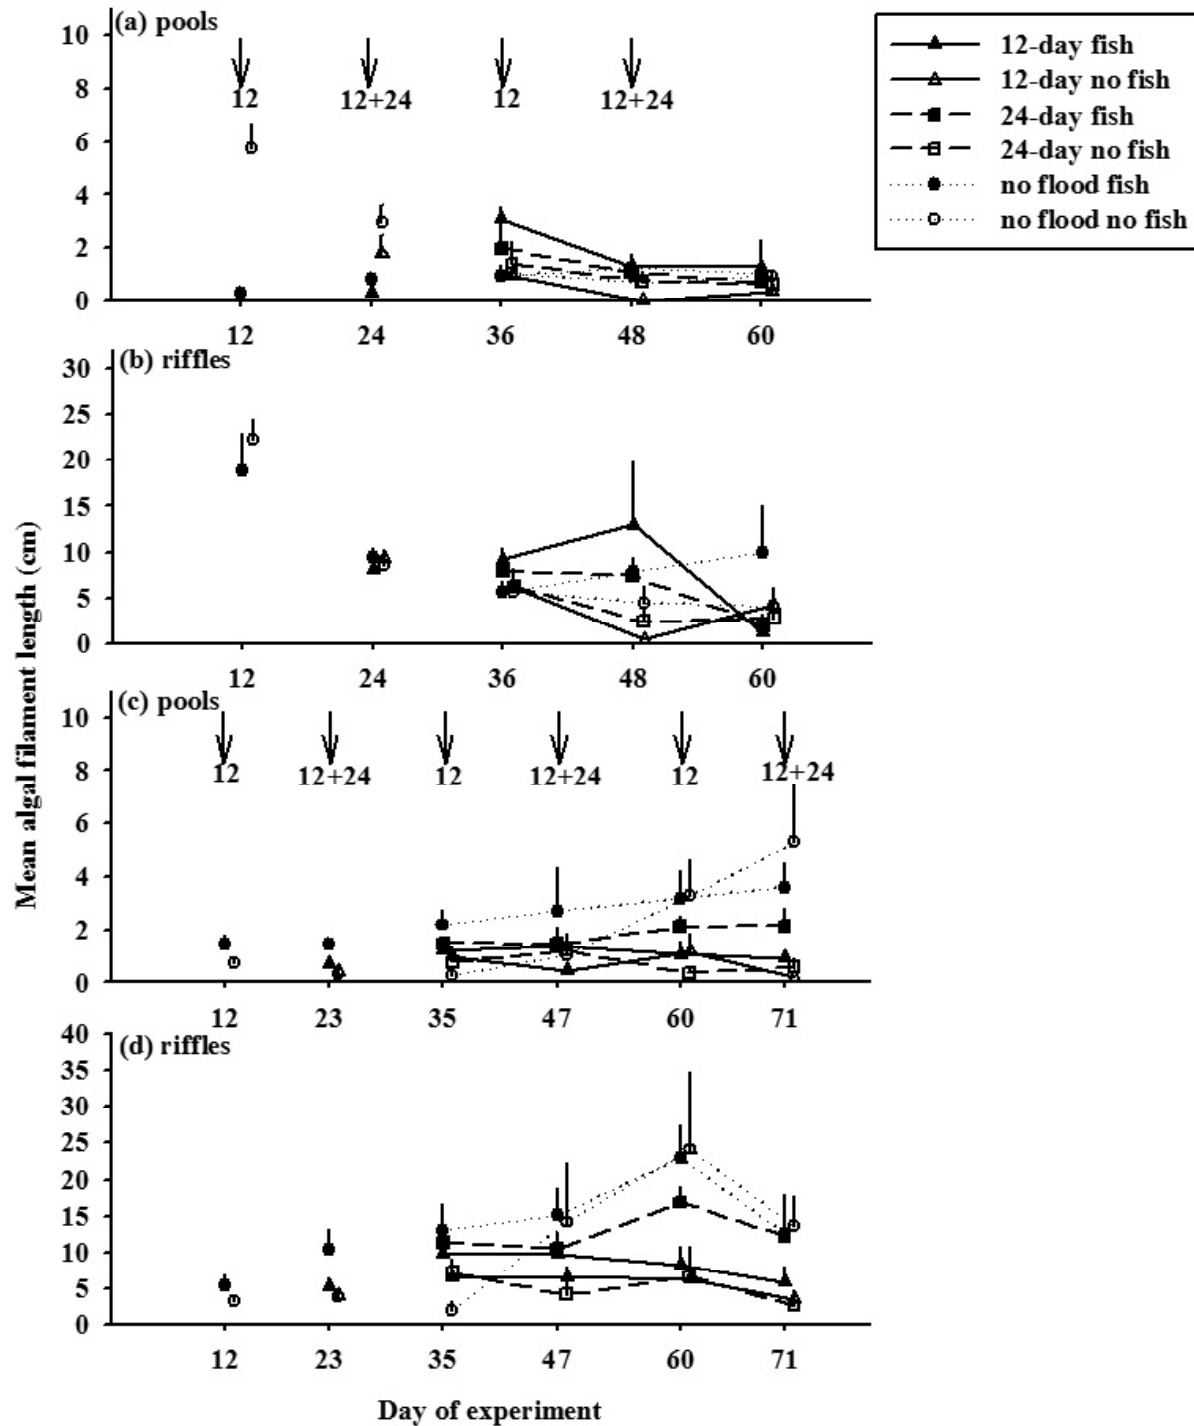 (a) pools
10
8
6
4
2
0
12
12+24
12
12+24
12 24 36 48 60
12-day fish
12-day no fish
24-day fish
24-day no fish
no flood fish
no flood no fish
(b) riffles
30
25
20
15
10
5
0
12 24 36 48 60
Mean algal filament length (cm)
(c) pools
10
8
6
4
2
0
12
12+24
12
12+24
12
12+24
12 23 35 47 60 71
(d) riffles
40
35
30
25
20
15
10
5
0
12 23 35 47 60 71
Day of experiment